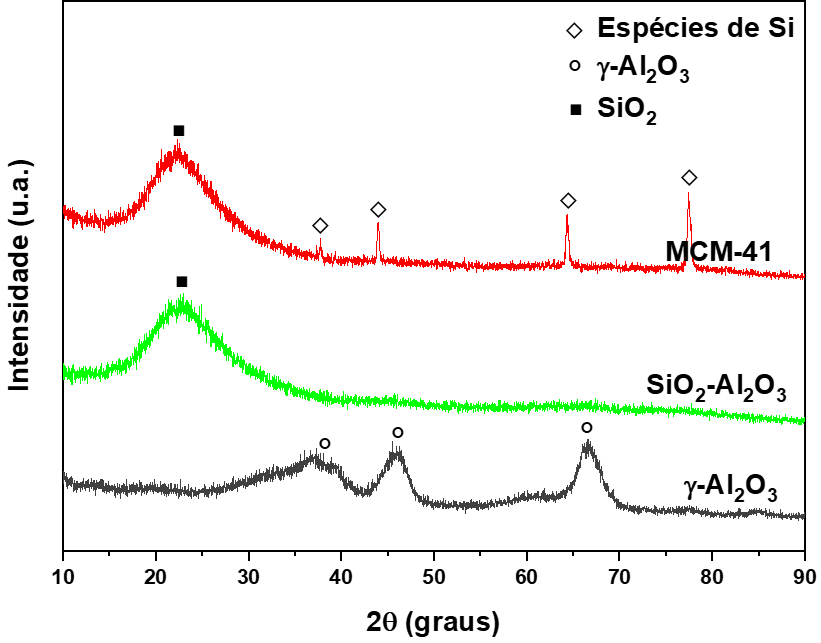 Espécies de Si
γ-Al₂O₃
SiO₂
MCM-41
SiO₂-Al₂O₃
γ-Al₂O₃
Intensidade (u.a.)
10 20 30 40 50 60 70 80 90
2θ (graus)